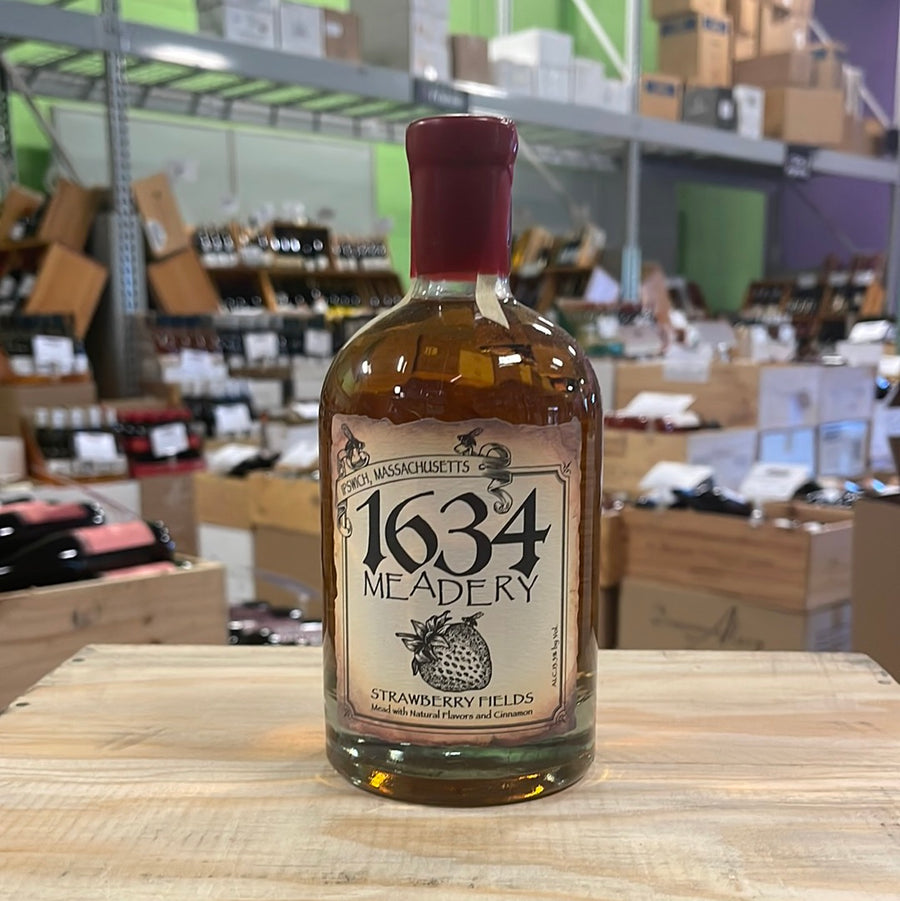 IPSWICH, MASSACHUSETTS
1634
MEADERY
STRAWBERRY FIELDS
Mead with Natural Flavors and Cinnamon